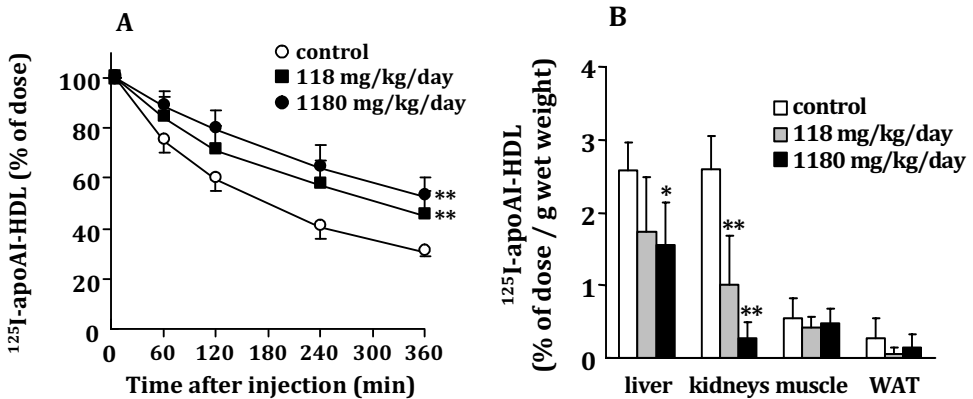 A
¹²⁵I-apoAI-HDL (% of dose)
100
80
60
40
20
0
control
118 mg/kg/day
1180 mg/kg/day
**
**
0 60 120 240 360
Time after injection (min)
B
¹²⁵I-apoAI-HDL
(% of dose / g wet weight)
4
3
2
1
0
control
118 mg/kg/day
1180 mg/kg/day
*
**
**
liver kidneys muscle WAT